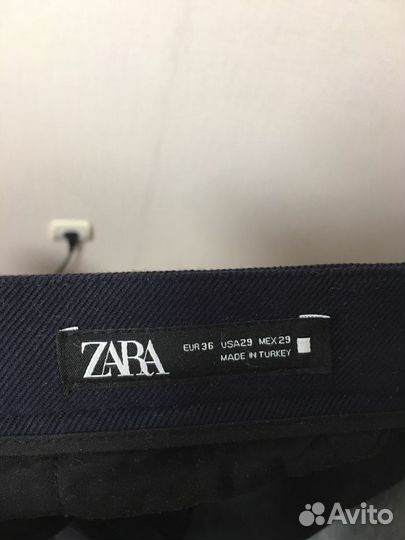 ZARA
EUR 36 USA 29 MEX 29
MADE IN TURKEY
Avito